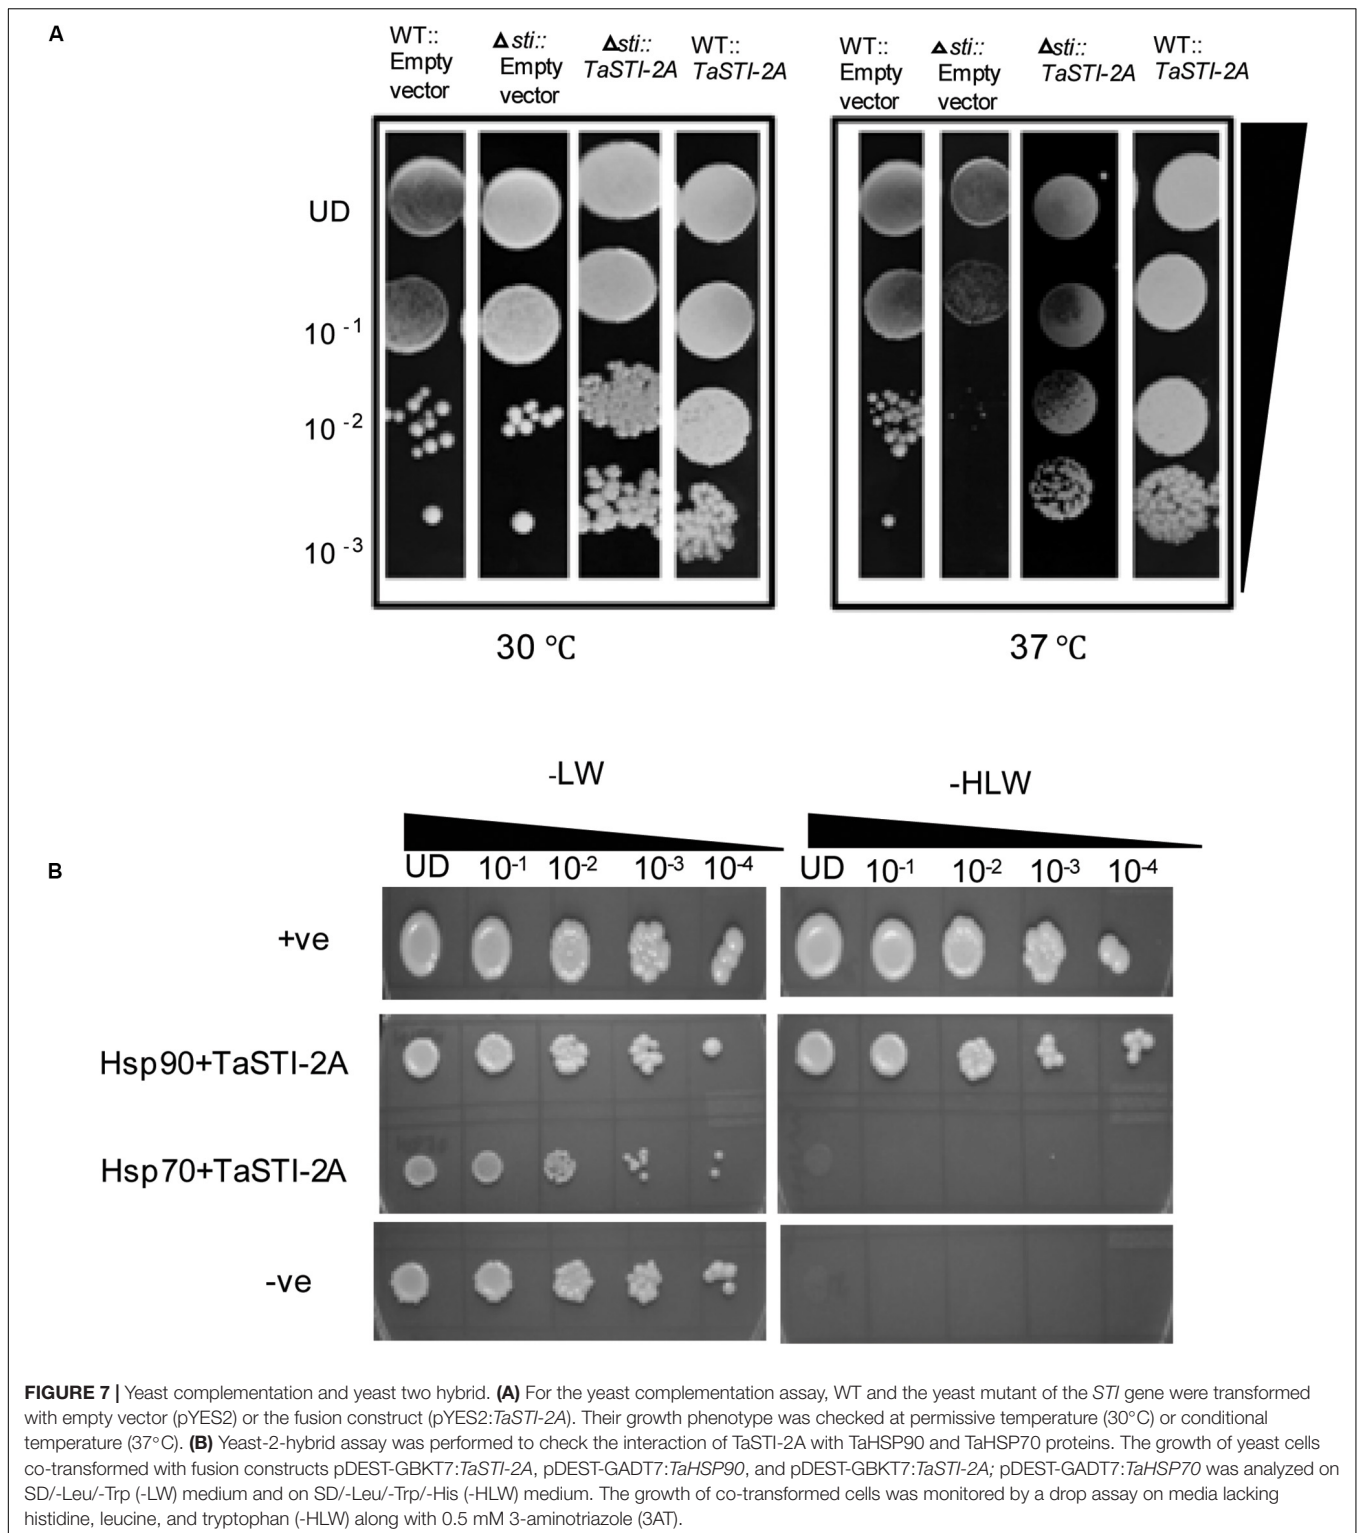 A
WT::
Empty
vector
Δsti::
Empty
vector
Δsti::
TaSTI-2A
WT::
TaSTI-2A
WT::
Empty
vector
Δsti::
Empty
vector
Δsti::
TaSTI-2A
WT::
TaSTI-2A
UD
10-1
10-2
10-3
30 °C
37 °C
-LW
-HLW
B
UD 10-1 10-2 10-3 10-4
UD 10-1 10-2 10-3 10-4
+ve
Hsp90+TaSTI-2A
Hsp70+TaSTI-2A
-ve
FIGURE 7 | Yeast complementation and yeast two hybrid. (A) For the yeast complementation assay, WT and the yeast mutant of the STI gene were transformed
with empty vector (pYES2) or the fusion construct (pYES2:TaSTI-2A). Their growth phenotype was checked at permissive temperature (30°C) or conditional
temperature (37°C). (B) Yeast-2-hybrid assay was performed to check the interaction of TaSTI-2A with TaHSP90 and TaHSP70 proteins. The growth of yeast cells
co-transformed with fusion constructs pDEST-GBKT7:TaSTI-2A, pDEST-GADT7:TaHSP90, and pDEST-GBKT7:TaSTI-2A; pDEST-GADT7:TaHSP70 was analyzed on
SD/-Leu/-Trp (-LW) medium and on SD/-Leu/-Trp/-His (-HLW) medium. The growth of co-transformed cells was monitored by a drop assay on media lacking
histidine, leucine, and tryptophan (-HLW) along with 0.5 mM 3-aminotriazole (3AT).